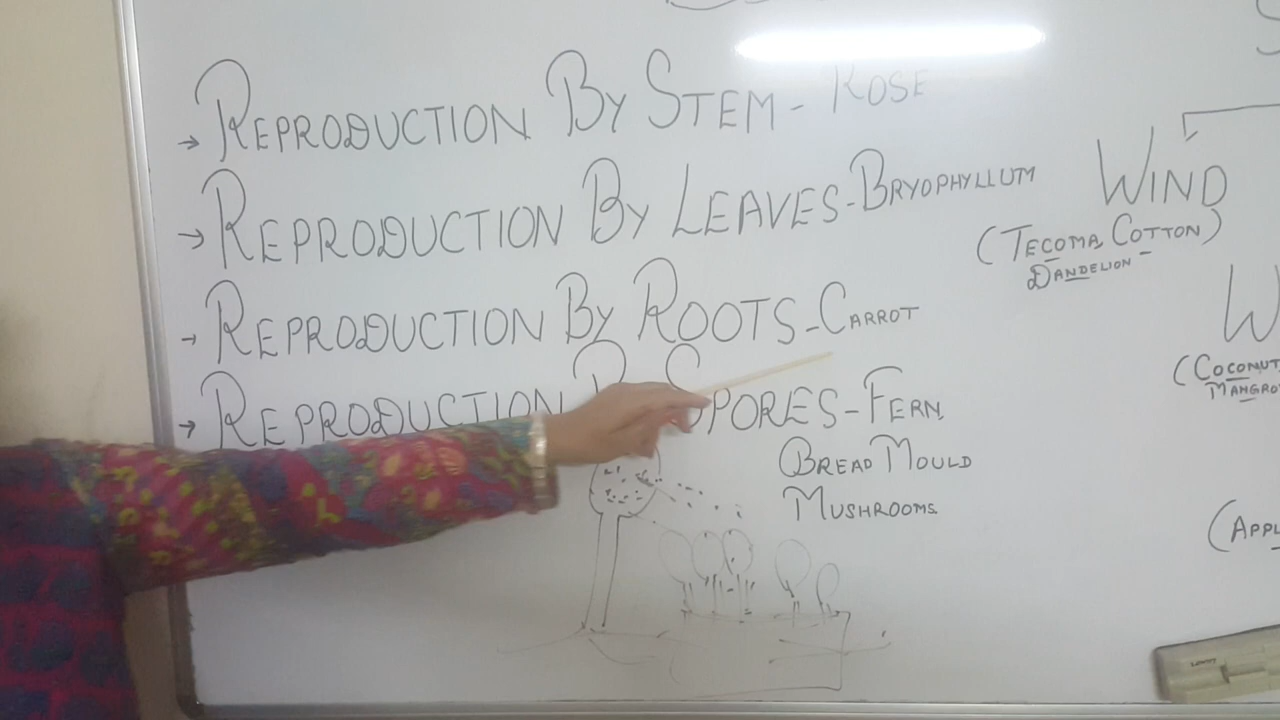 → REPRODUCTION BY STEM - ROSE
→ REPRODUCTION BY LEAVES - BRYOPHYLLUM
→ REPRODUCTION BY ROOTS - CARROT
→ REPRODUCTION SPORES - FERN,
BREAD MOULD
MUSHROOMS
WIND
(TECOMA, COTTON)
DANDELION
W
(COCONUT
MANGRO
(APPL